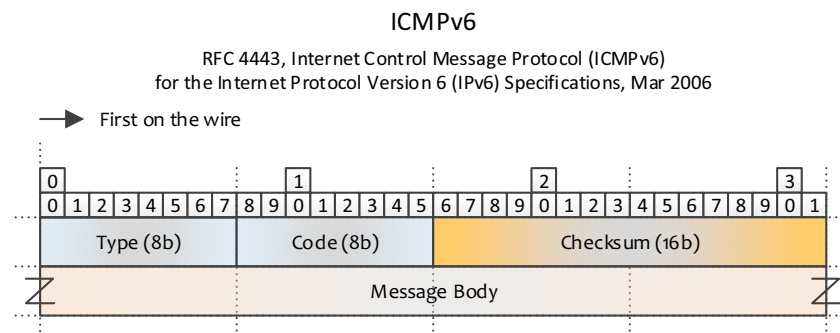 ICMPv6
RFC 4443, Internet Control Message Protocol (ICMPv6)
for the Internet Protocol Version 6 (IPv6) Specifications, Mar 2006
First on the wire
0 1 2 3
0 1 2 3 4 5 6 7 8 9 0 1 2 3 4 5 6 7 8 9 0 1 2 3 4 5 6 7 8 9 0 1
Type (8b) Code (8b) Checksum (16b)
Message Body